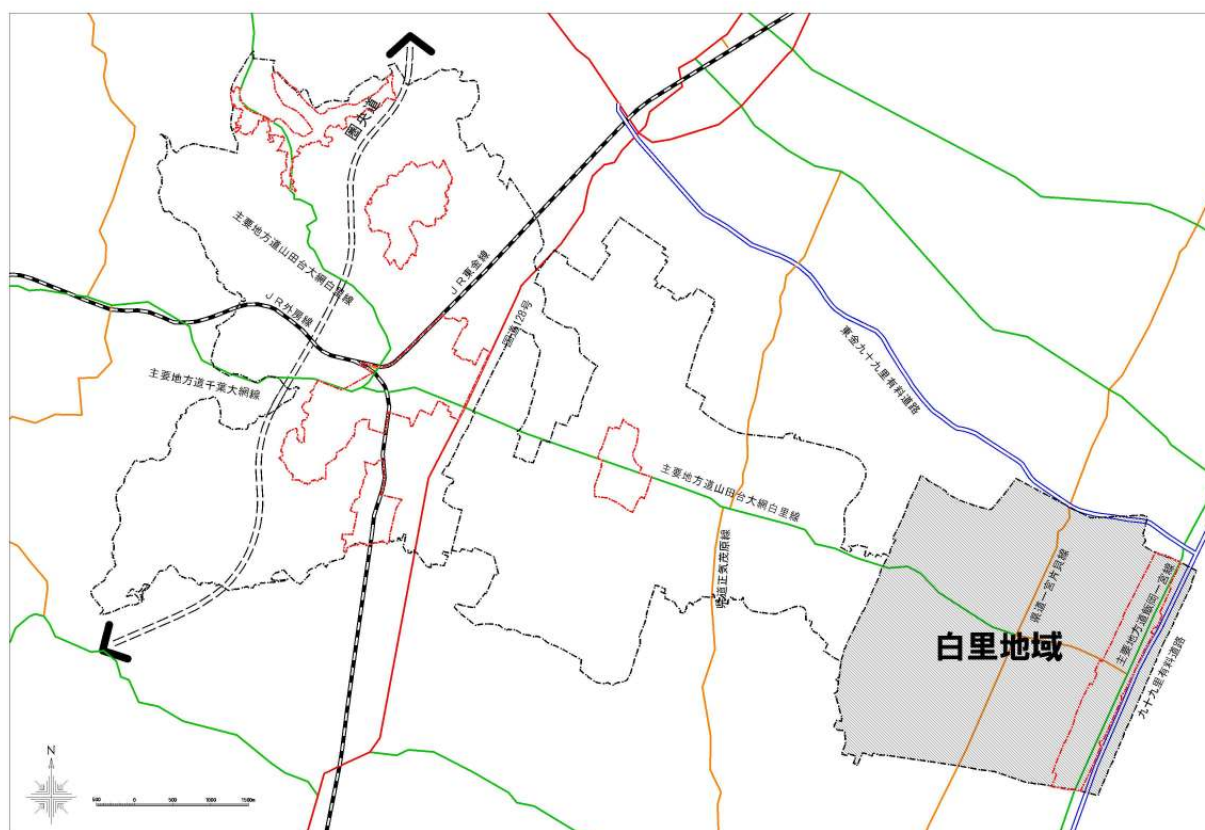 圏央道
主要地方道山田台大網白里線
JR東金線
JR外房線
国道128号
主要地方道千葉大網線
東金九十九里有料道路
主要地方道山田台大網白里線
県道正気茂原線
県道一宮片貝線
主要地方道飯岡一宮線
白里地域
九十九里有料道路
N
500 0 500 1000 1500m